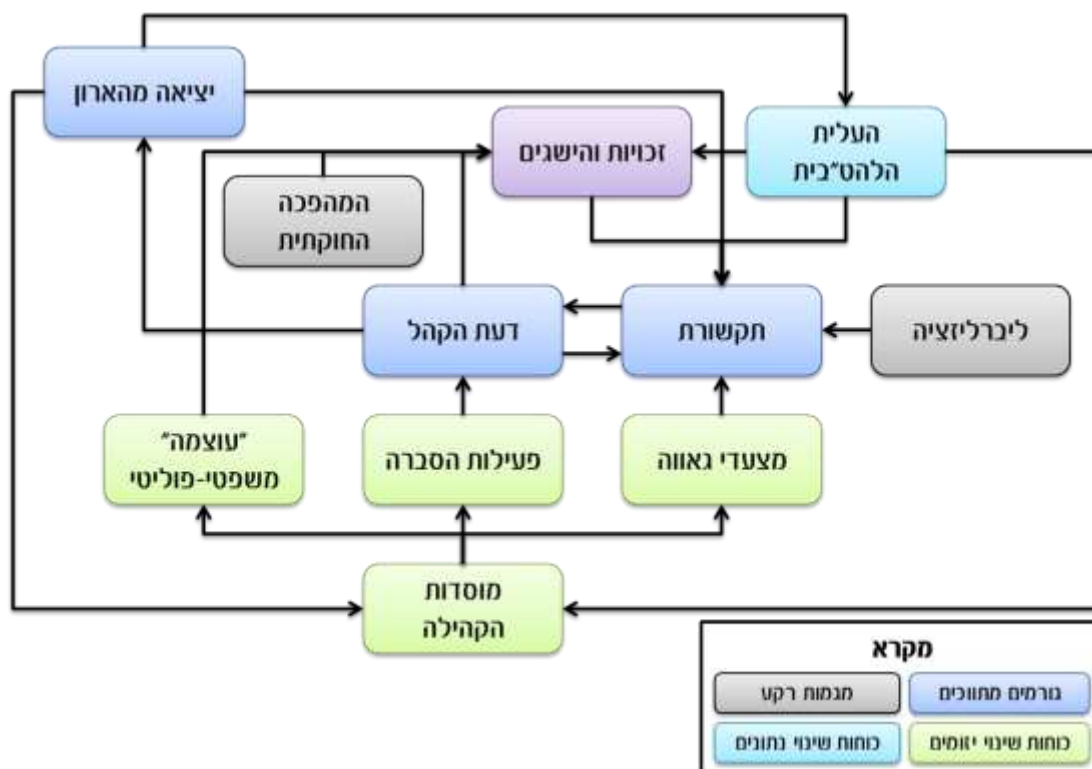 יציאה מהארון
זכויות והישגים
העלית
הלהט"בית
המהפכה
החוקתית
דעת הקהל
תקשורת
ליברליזציה
"עוצמה"
משפטי-פוליטי
פעילות הסברה
מצעדי גאווה
מוסדות
הקהילה
מקרא
גורמים מתווכים
מגמות רקע
כוחות שינוי יזומים
כוחות שינוי נתונים